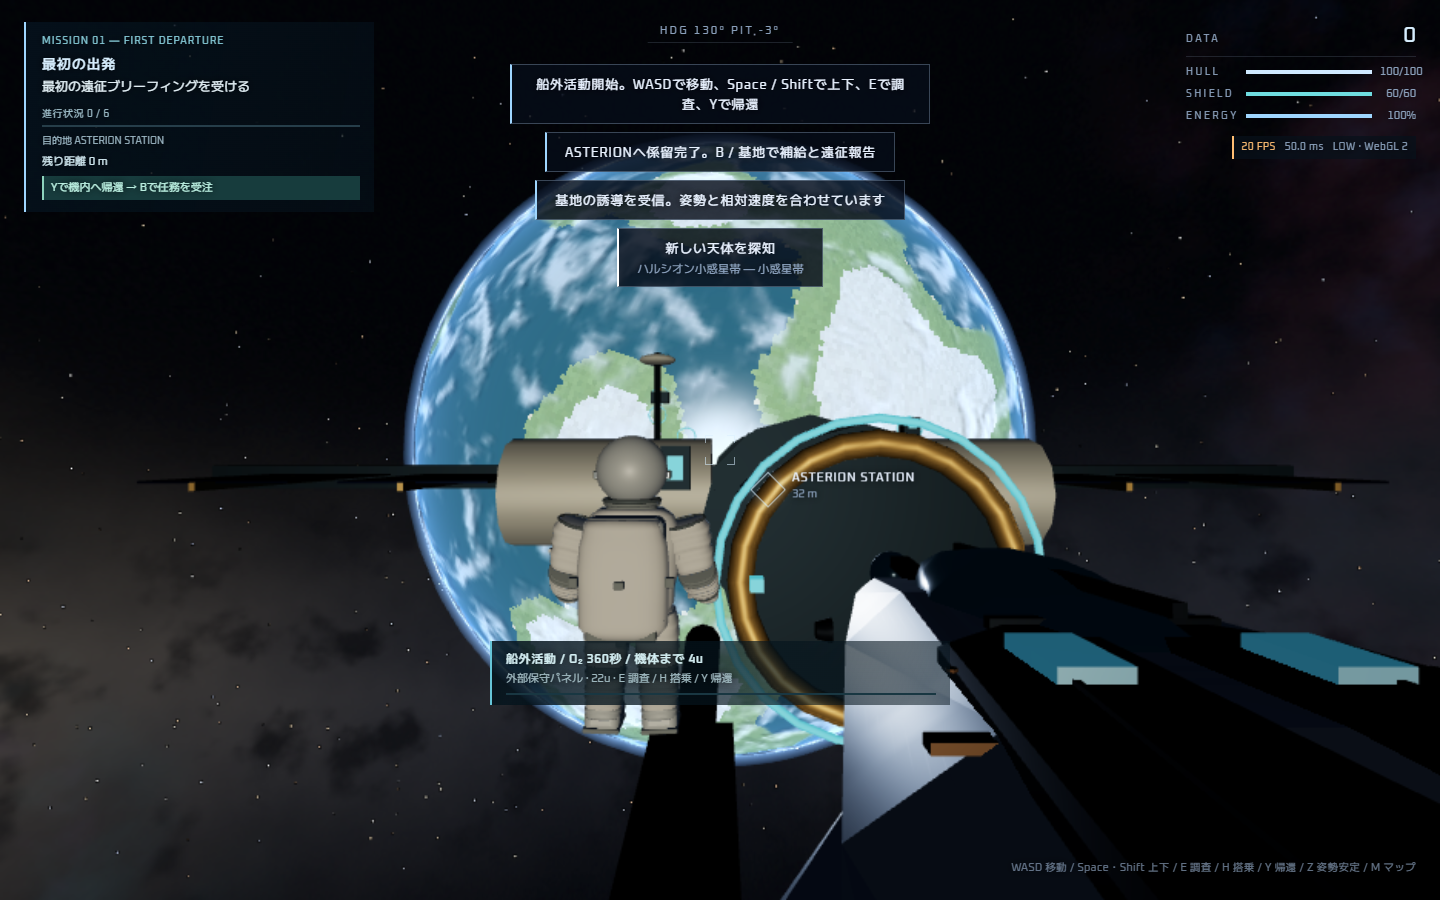 MISSION 01 — FIRST DEPARTURE
最初の出発
最初の遠征ブリーフィングを受ける
進行状況 0 / 6
目的地 ASTERION STATION
残り距離 0 m
Yで機内へ帰還 → Bで任務を受注
HDG 130° PIT -3°
船外活動開始。WASDで移動、Space / Shiftで上下、Eで調
査、Yで帰還
ASTERIONへ係留完了。B / 基地で補給と遠征報告
基地の誘導を受信。姿勢と相対速度を合わせています
新しい天体を探知
ハルシオン小惑星帯 — 小惑星帯
DATA 0
HULL 100/100
SHIELD 60/60
ENERGY 100%
20 FPS 50.0 ms LOW · WebGL 2
ASTERION STATION
32 m
船外活動 / O₂ 360秒 / 機体まで 4u
外部保守パネル · 22u · E 調査 / H 搭乗 / Y 帰還
WASD 移動 / Space · Shift 上下 / E 調査 / H 搭乗 / Y 帰還 / Z 姿勢安定 / M マップ